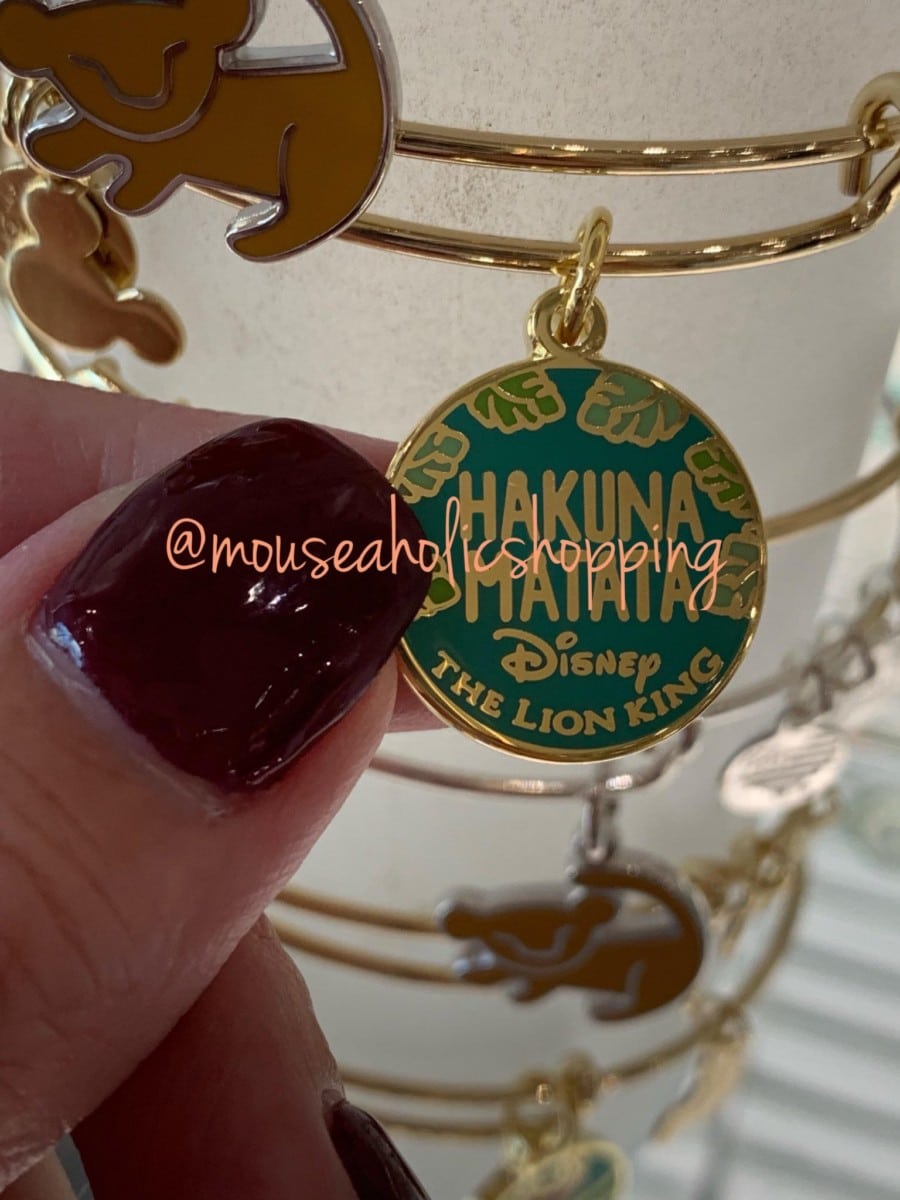 HAKUNA
@mouseaholicshopping
MATATA
Disney
THE LION KING